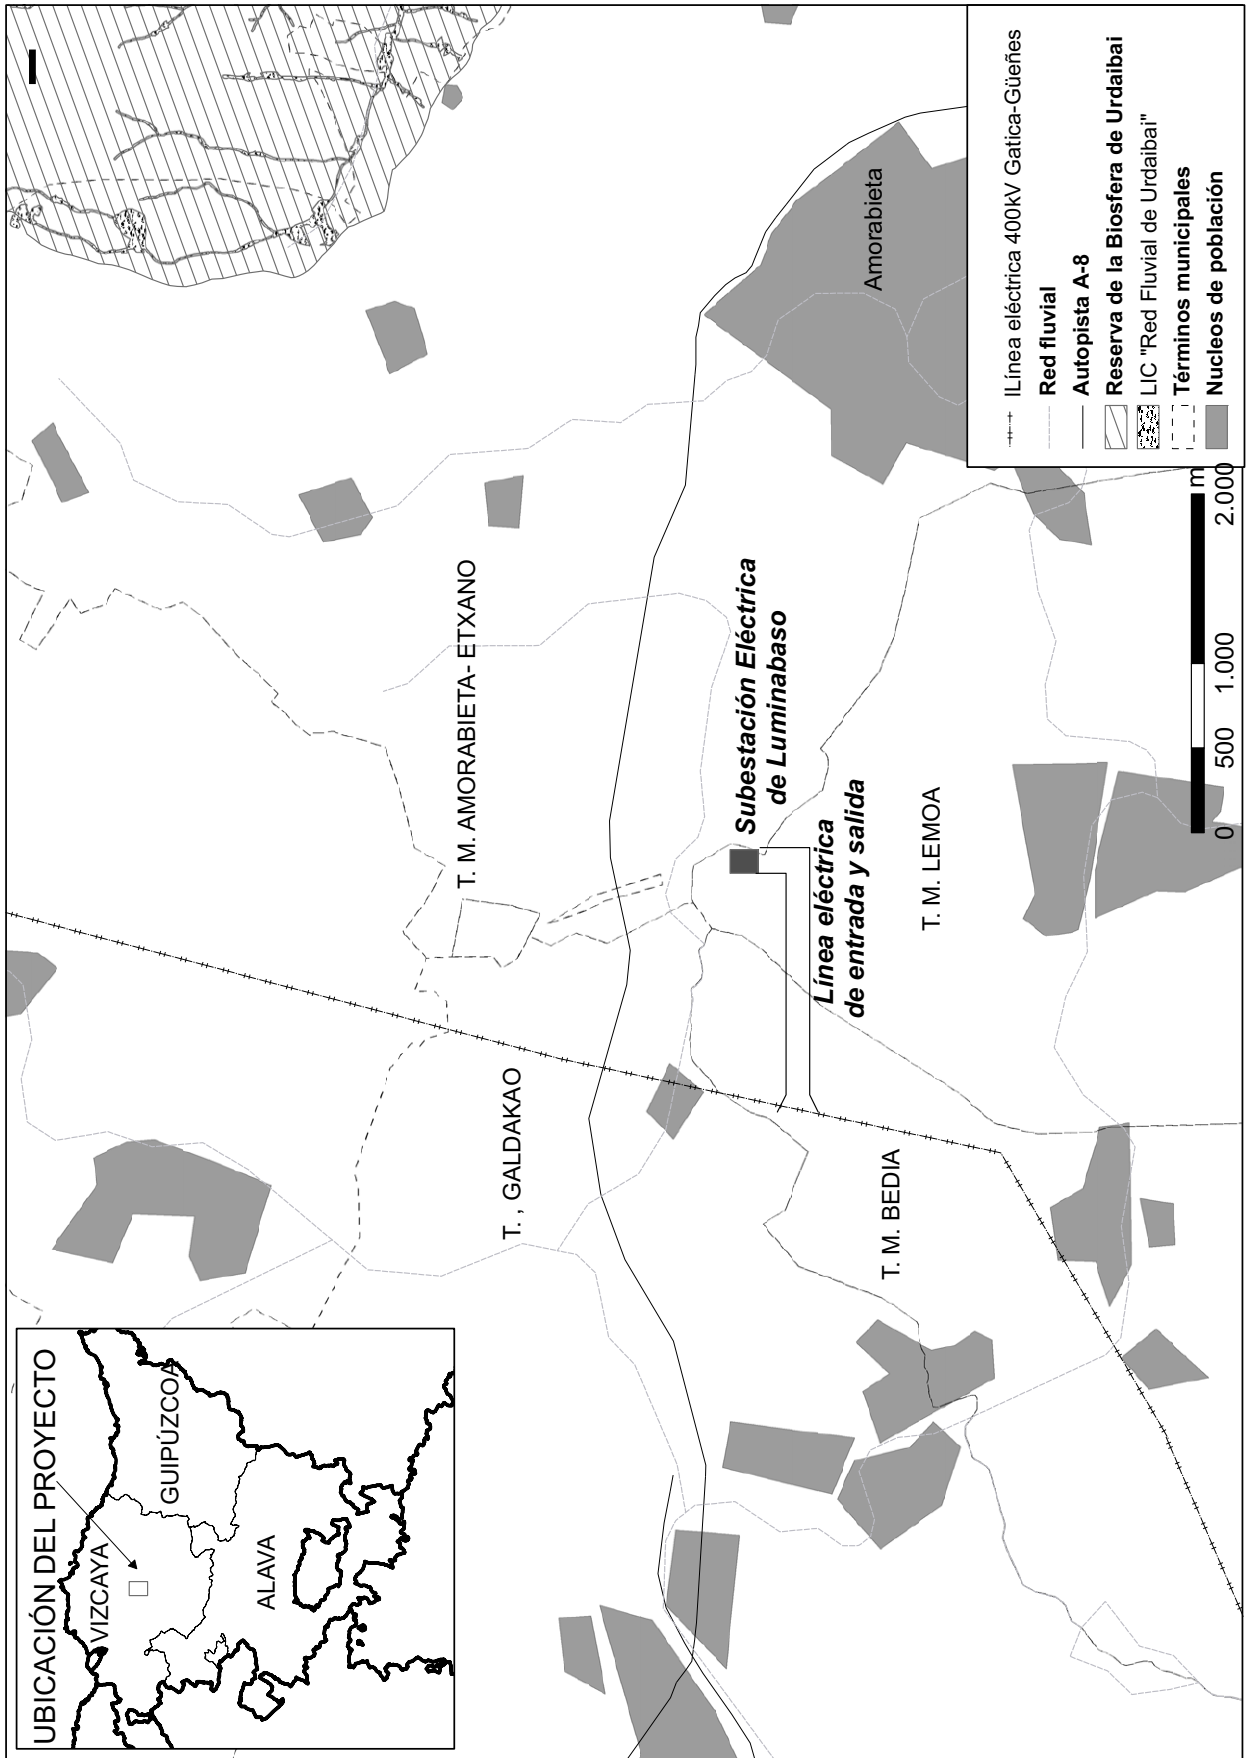 UBICACIÓN DEL PROYECTO
VIZCAYA
GUIPÚZCOA
ALAVA
T. , GALDAKAO
T. M. AMORABIETA- ETXANO
Subestación Eléctrica
de Luminabaso
Línea eléctrica
de entrada y salida
T. M. BEDIA
T. M. LEMOA
Amorabieta
lLínea eléctrica 400kV Gatica-Güeñes
Red fluvial
Autopista A-8
Reserva de la Biosfera de Urdaibai
LIC "Red Fluvial de Urdaibai"
Términos municipales
Nucleos de población
0 500 1.000 2.000
m